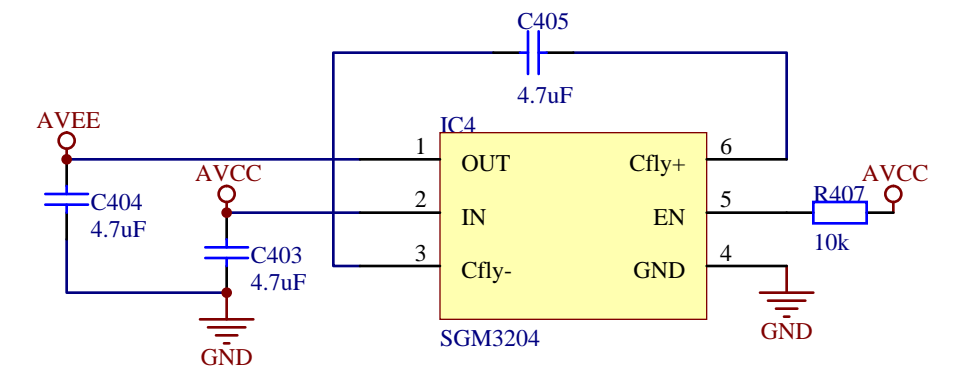 C405
4.7uF
AVEE
IC4
1
OUT
Cfly+
6
AVCC
AVCC
C404
4.7uF
2
IN
EN
5
R407
10k
C403
4.7uF
3
Cfly-
GND
4
GND
SGM3204
GND